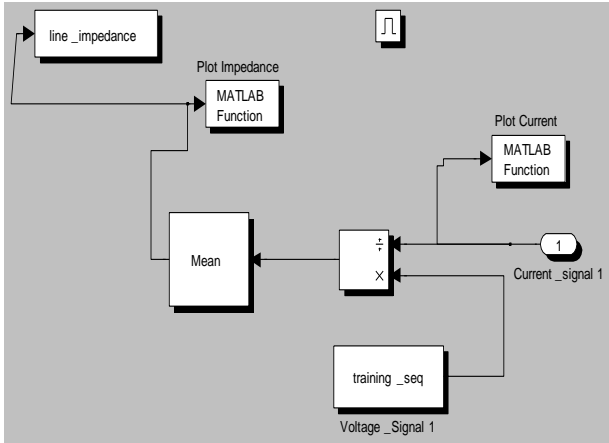 line _impedance
Plot Impedance
MATLAB
Function
Plot Current
MATLAB
Function
Mean
÷
×
1
Current _signal 1
training _seq
Voltage _Signal 1